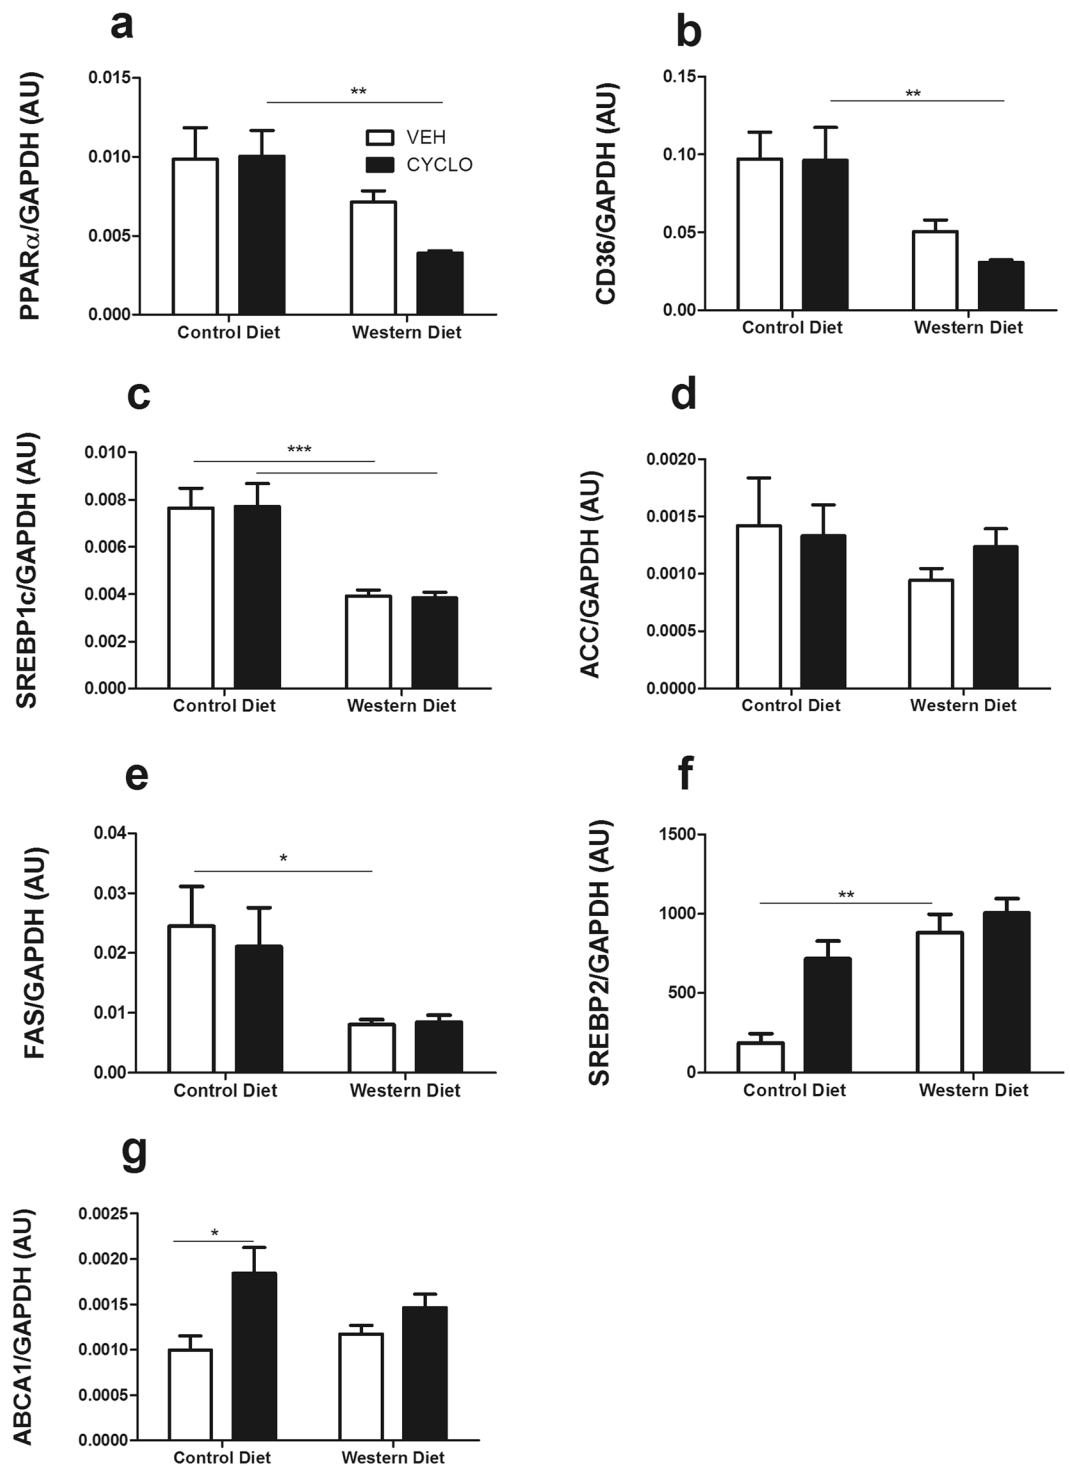 a
PPARα/GAPDH (AU)
0.015
0.010
0.005
0.000
**
VEH
CYCLO
Control Diet
Western Diet
b
CD36/GAPDH (AU)
0.15
0.10
0.05
0.00
**
Control Diet
Western Diet
c
SREBP1c/GAPDH (AU)
0.010
0.008
0.006
0.004
0.002
0.000
***
Control Diet
Western Diet
d
ACC/GAPDH (AU)
0.0020
0.0015
0.0010
0.0005
0.0000
Control Diet
Western Diet
e
FAS/GAPDH (AU)
0.04
0.03
0.02
0.01
0.00
*
Control Diet
Western Diet
f
SREBP2/GAPDH (AU)
1500
1000
500
0
**
Control Diet
Western Diet
g
ABCA1/GAPDH (AU)
0.0025
0.0020
0.0015
0.0010
0.0005
0.0000
*
Control Diet
Western Diet